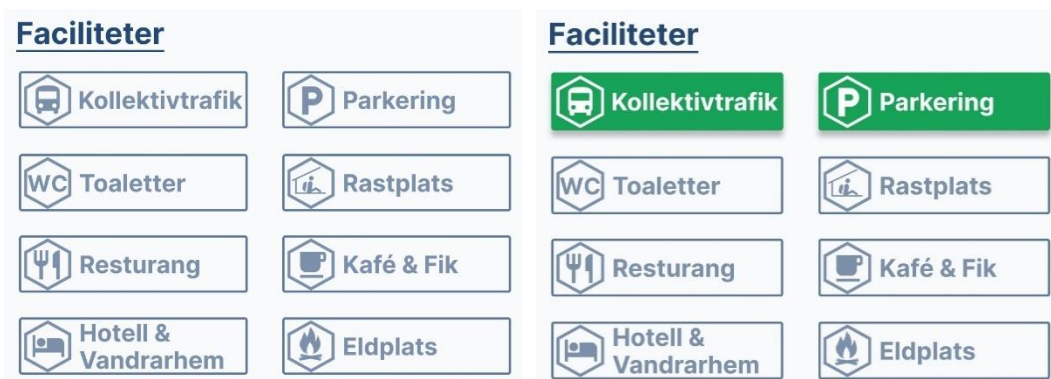 Faciliteter
Kollektivtrafik
P Parkering
WC Toaletter
Rastplats
Resturang
Kafé & Fik
Hotell &
Vandrarhem
Eldplats
Faciliteter
Kollektivtrafik
P Parkering
WC Toaletter
Rastplats
Resturang
Kafé & Fik
Hotell &
Vandrarhem
Eldplats